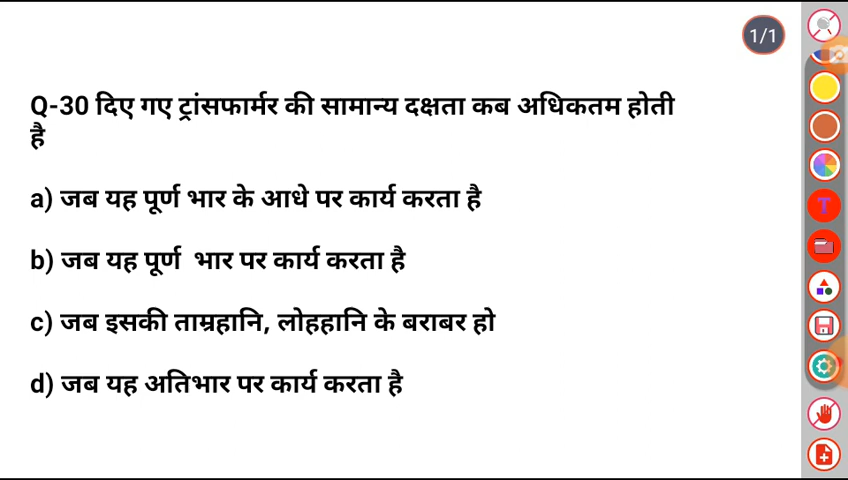 1/1
Q-30 दिए गए ट्रांसफार्मर की सामान्य दक्षता कब अधिकतम होती
है
a) जब यह पूर्ण भार के आधे पर कार्य करता है
b) जब यह पूर्ण  भार पर कार्य करता है
c) जब इसकी ताम्रहानि, लोहहानि के बराबर हो
d) जब यह अतिभार पर कार्य करता है
T